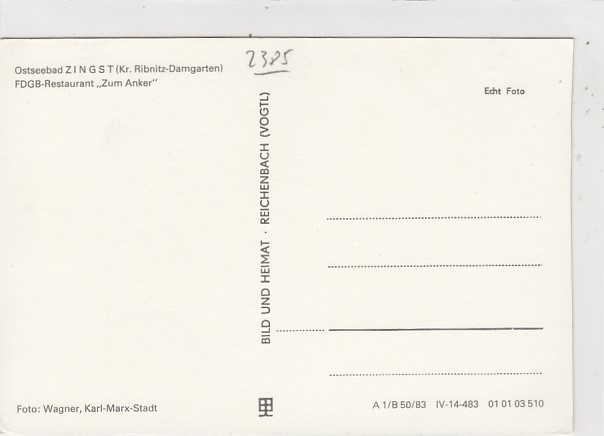 Ostseebad ZINGST (Kr. Ribnitz-Damgarten)
FDGB-Restaurant „Zum Anker"
2385
Echt Foto
BILD UND HEIMAT · REICHENBACH (VOGTL)
Foto: Wagner, Karl-Marx-Stadt
A 1/B 50/83 IV-14-483 01 01 03 510